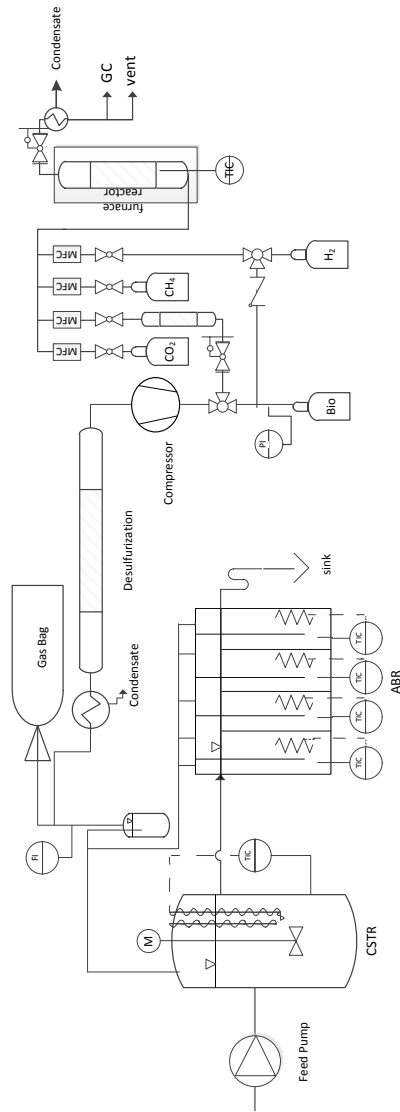 Condensate
GC
vent
TIC
furnace
reactor
MFC
MFC
MFC
MFC
H₂
CH₄
CO₂
Bio
PI
Compressor
Desulfurization
Gas Bag
Condensate
sink
FI
TIC
TIC
TIC
TIC
ABR
TIC
M
CSTR
Feed Pump